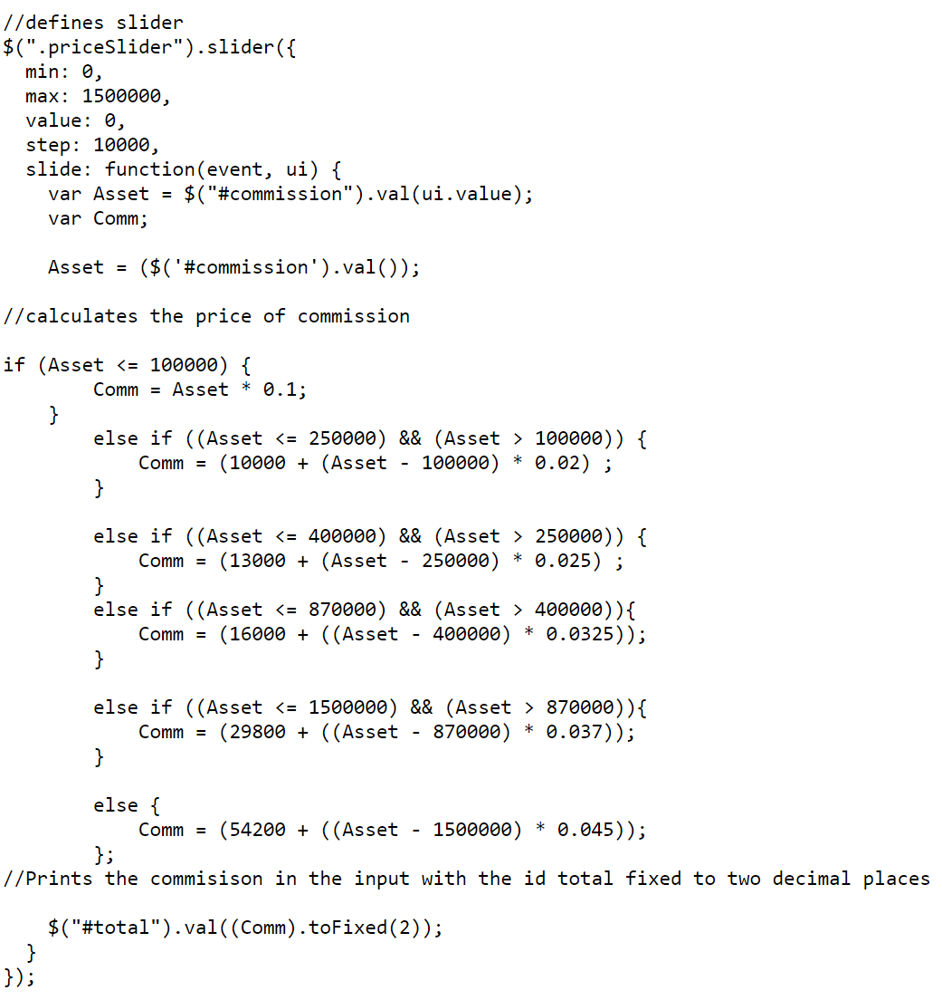 //defines slider
$(".priceSlider").slider({
  min: 0,
  max: 1500000,
  value: 0,
  step: 10000,
  slide: function(event, ui) {
    var Asset = $("#commission").val(ui.value);
    var Comm;

    Asset = ($('#commission').val());

//calculates the price of commission

if (Asset <= 100000) {
        Comm = Asset * 0.1;
    }
        else if ((Asset <= 250000) && (Asset > 100000)) {
            Comm = (10000 + (Asset - 100000) * 0.02) ;
        }

        else if ((Asset <= 400000) && (Asset > 250000)) {
            Comm = (13000 + (Asset - 250000) * 0.025) ;
        }
        else if ((Asset <= 870000) && (Asset > 400000)){
            Comm = (16000 + ((Asset - 400000) * 0.0325));
        }

        else if ((Asset <= 1500000) && (Asset > 870000)){
            Comm = (29800 + ((Asset - 870000) * 0.037));
        }

        else {
            Comm = (54200 + ((Asset - 1500000) * 0.045));
        };
//Prints the commisison in the input with the id total fixed to two decimal places

    $("#total").val((Comm).toFixed(2));
  }
});